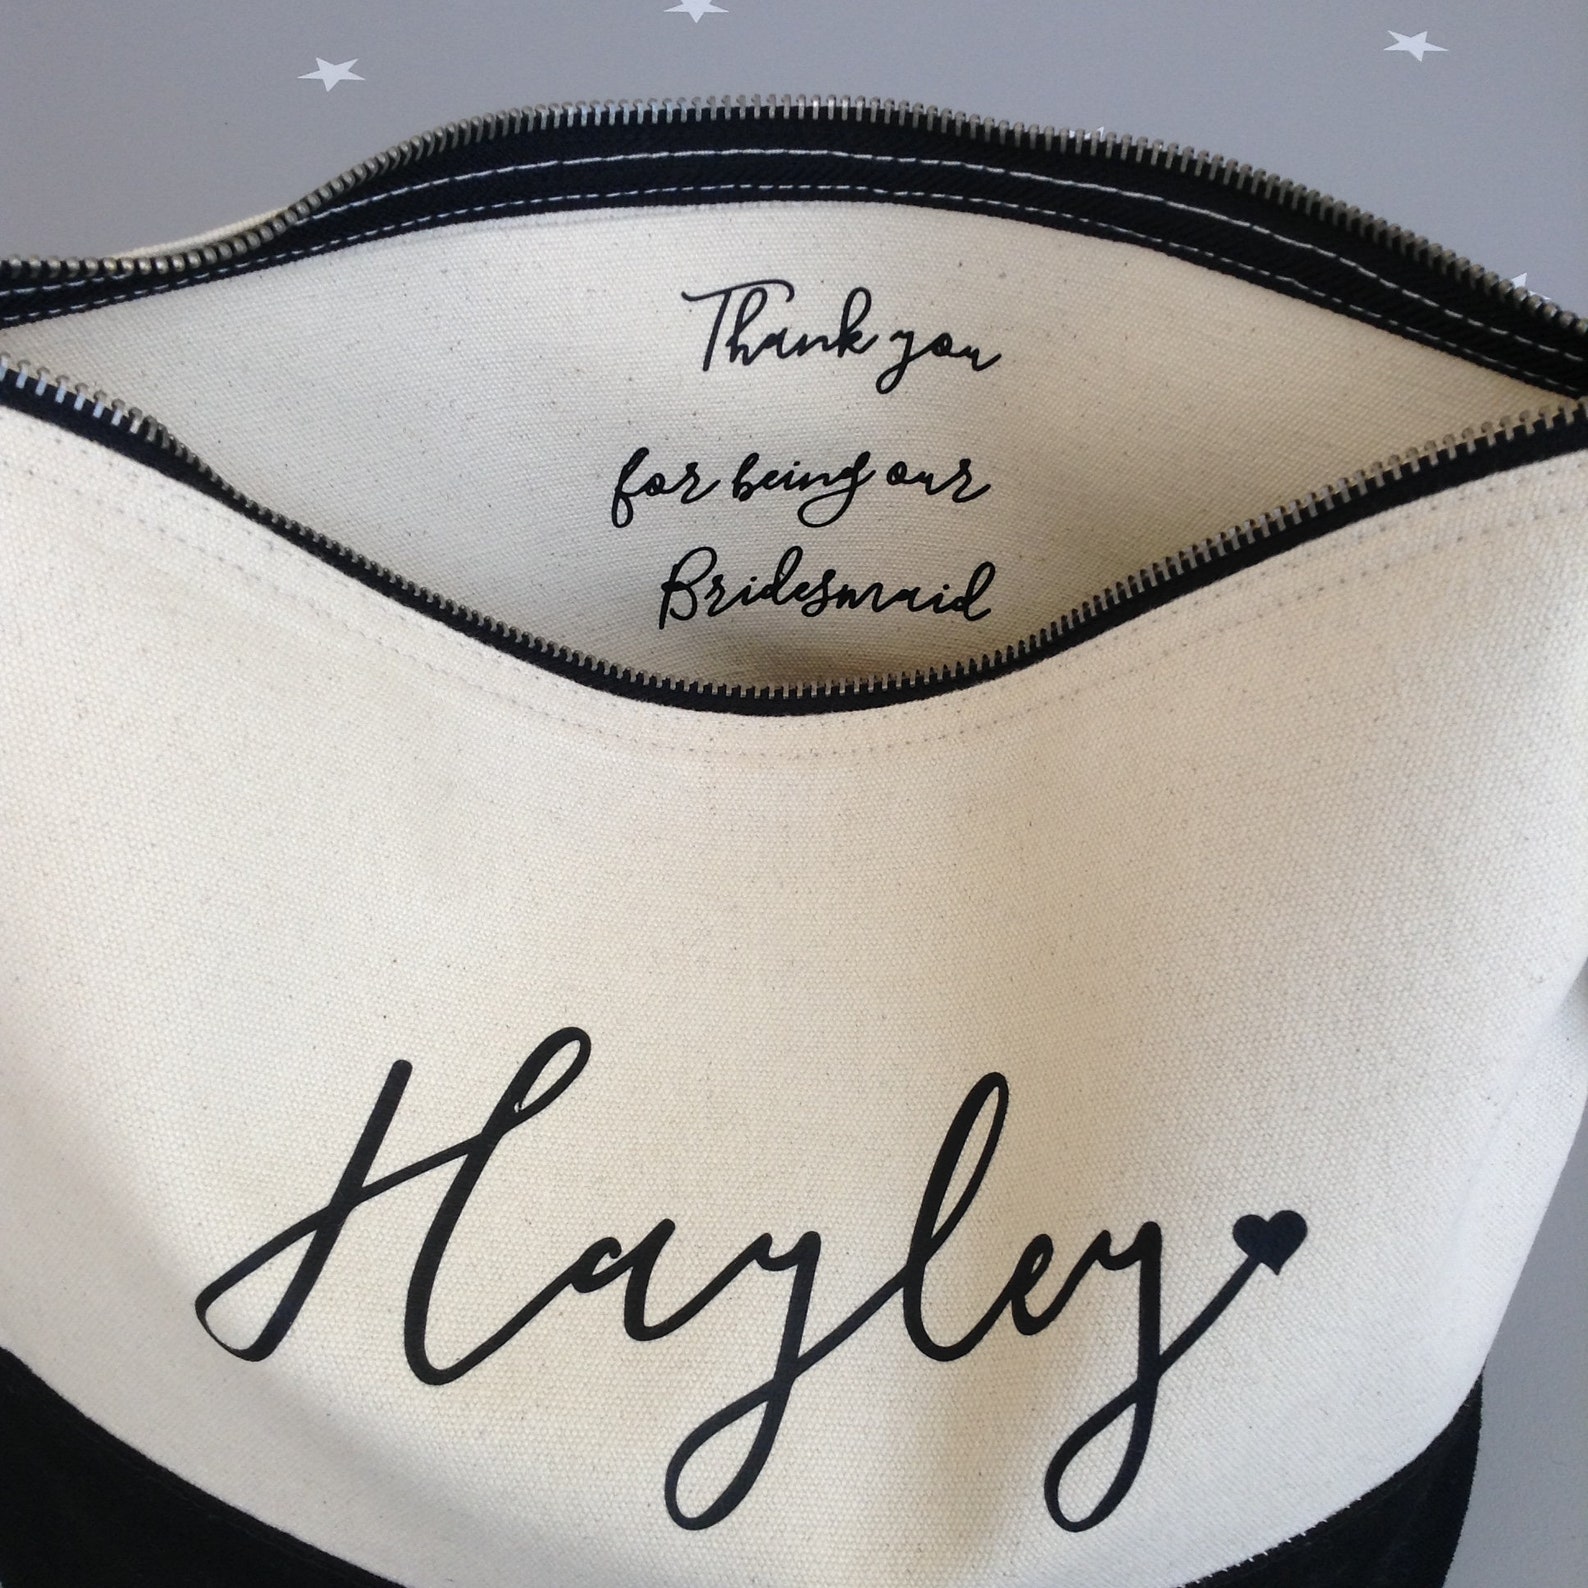 Thank you
for being our
Bridesmaid
Hayley